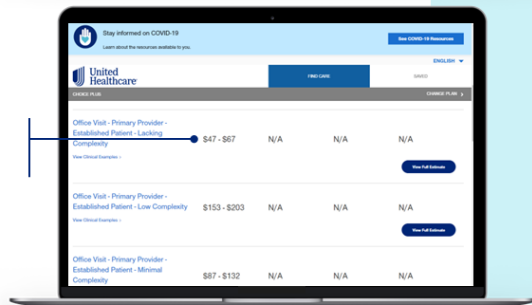 Stay informed on COVID-19
Learn about the resources available to you.
See COVID-19 Resources
ENGLISH
United
Healthcare
FIND CARE
SAVED
CHOICE PLUS
CHANGE PLAN
Office Visit - Primary Provider -
Established Patient - Lacking
Complexity
$47 - $67 N/A N/A N/A
View Clinical Examples
View Full Estimate
Office Visit - Primary Provider -
Established Patient - Low Complexity
$153 - $203 N/A N/A N/A
View Clinical Examples
View Full Estimate
Office Visit - Primary Provider -
Established Patient - Minimal
Complexity
$87 - $132 N/A N/A N/A